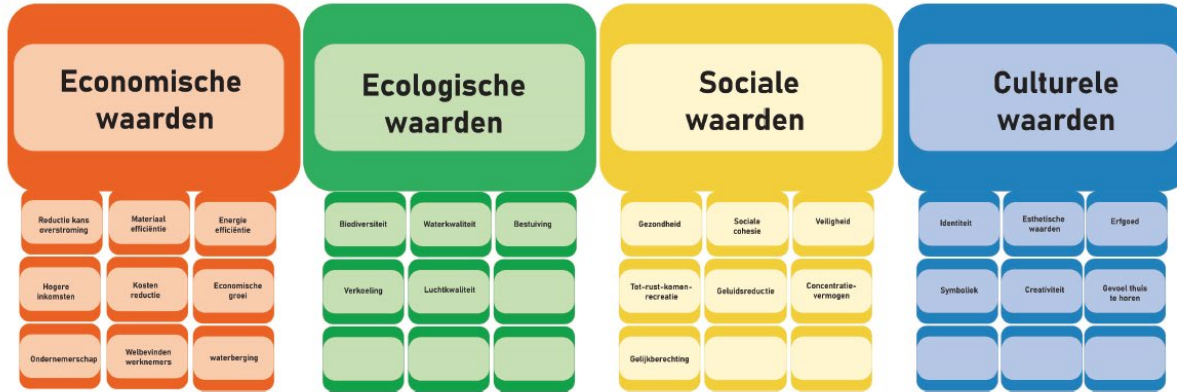 Economische
waarden
Ecologische
waarden
Sociale
waarden
Culturele
waarden
Reductie kans
overstroming
Materiaal
efficiëntie
Energie
efficiëntie
Hogere
inkomsten
Kosten
reductie
Economische
groei
Ondernemerschap
Welbevinden
werknemers
waterberging
Biodiversiteit
Waterkwaliteit
Bestuiving
Verkoeling
Luchtkwaliteit
Gezondheid
Sociale
cohesie
Veiligheid
Tot-rust-komen-
recreatie
Geluidsreductie
Concentratie-
vermogen
Gelijkberechting
Identiteit
Esthetische
waarden
Erfgoed
Symboliek
Creativiteit
Gevoel thuis
te horen